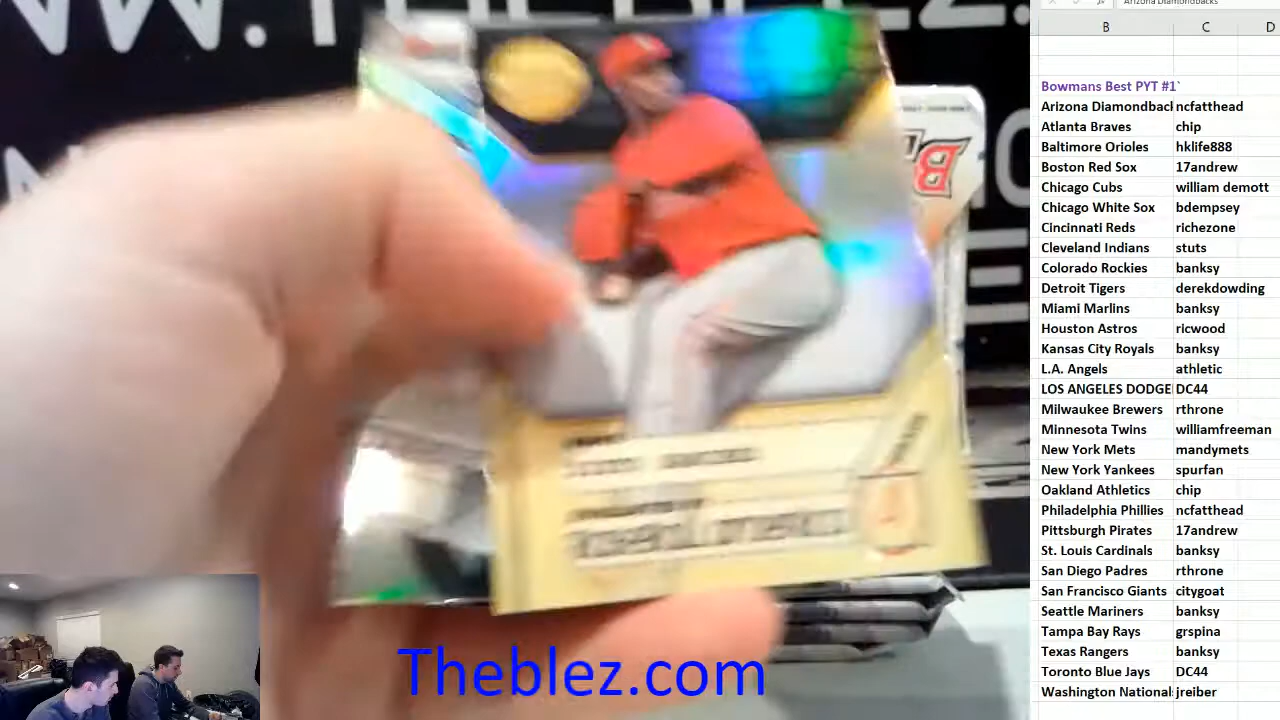 Arizona Diamondbacks
B C D
Bowmans Best PYT #1`
Arizona Diamondbac ncfatthead
Atlanta Braves chip
Baltimore Orioles hklife888
Boston Red Sox 17andrew
Chicago Cubs william demott
Chicago White Sox bdempsey
Cincinnati Reds richezone
Cleveland Indians stuts
Colorado Rockies banksy
Detroit Tigers derekdowding
Miami Marlins banksy
Houston Astros ricwood
Kansas City Royals banksy
L.A. Angels athletic
LOS ANGELES DODGE DC44
Milwaukee Brewers rthrone
Minnesota Twins williamfreeman
New York Mets mandymets
New York Yankees spurfan
Oakland Athletics chip
Philadelphia Phillies ncfatthead
Pittsburgh Pirates 17andrew
St. Louis Cardinals banksy
San Diego Padres rthrone
San Francisco Giants citygoat
Seattle Mariners banksy
Tampa Bay Rays grspina
Texas Rangers banksy
Toronto Blue Jays DC44
Washington National jreiber
Theblez.com